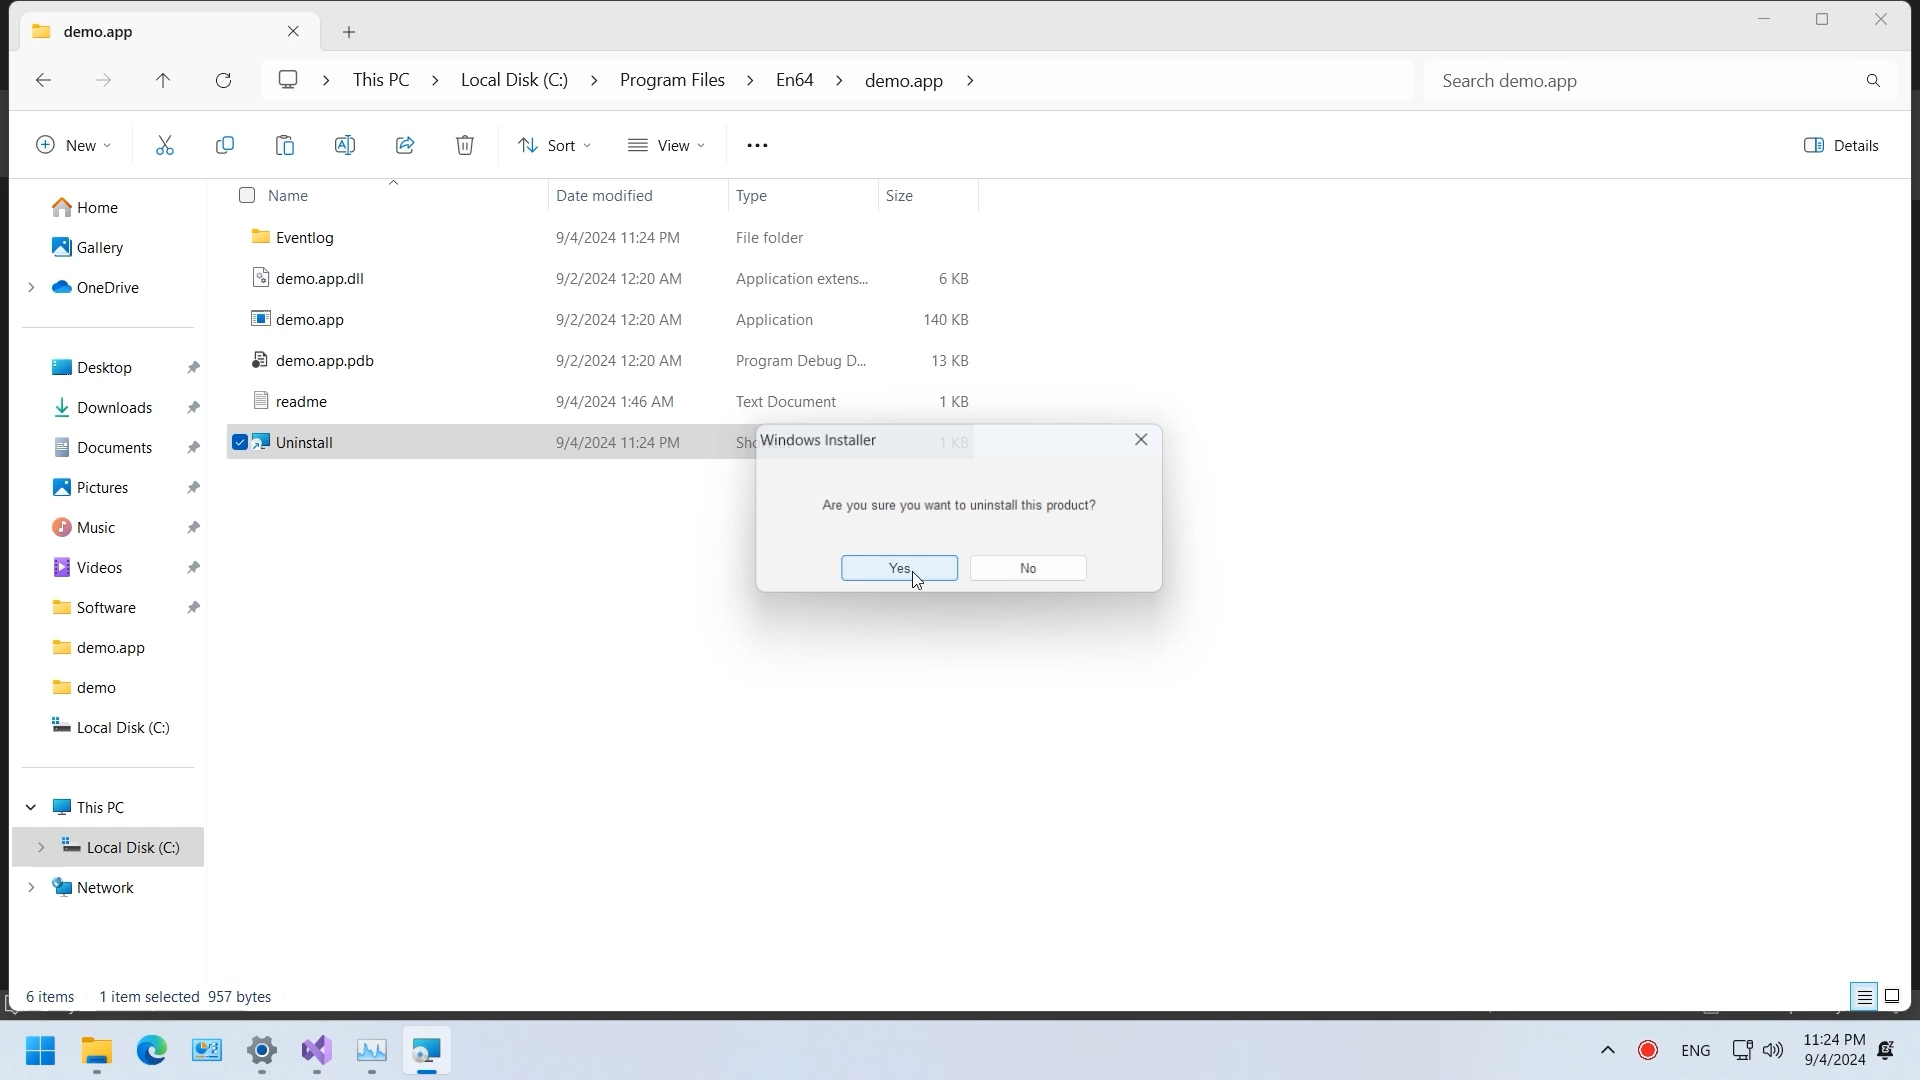 demo.app
This PC Local Disk (C:) Program Files En64 demo.app
Search demo.app
New Sort View Details
Name Date modified Type Size
Eventlog 9/4/2024 11:24 PM File folder
demo.app.dll 9/2/2024 12:20 AM Application extens... 6 KB
demo.app 9/2/2024 12:20 AM Application 140 KB
demo.app.pdb 9/2/2024 12:20 AM Program Debug D... 13 KB
readme 9/4/2024 1:46 AM Text Document 1 KB
Uninstall 9/4/2024 11:24 PM 1 KB
Windows Installer
Are you sure you want to uninstall this product?
Yes No
Home
Gallery
OneDrive
Desktop
Downloads
Documents
Pictures
Music
Videos
Software
demo.app
demo
Local Disk (C:)
This PC
Local Disk (C:)
Network
6 items 1 item selected 957 bytes
ENG
11:24 PM
9/4/2024